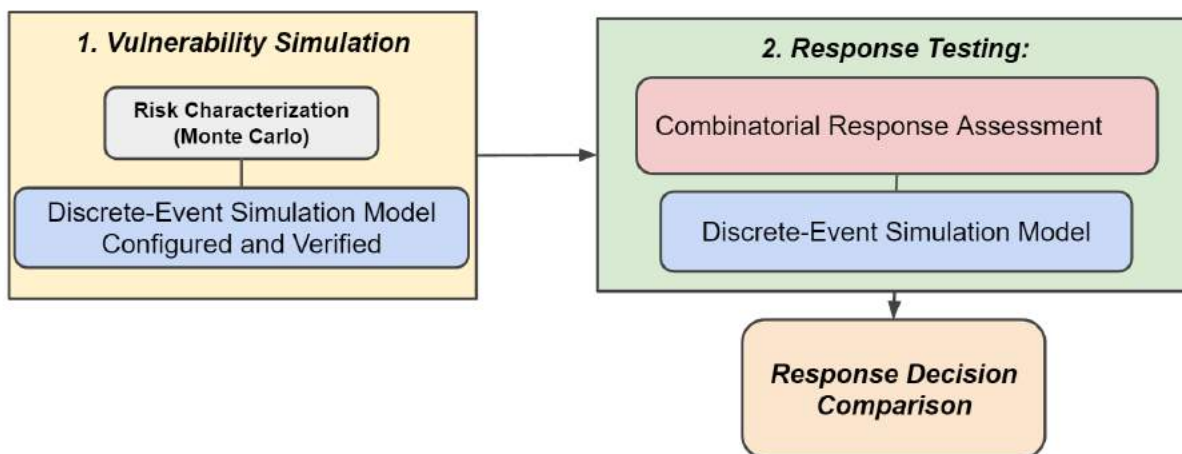 1. Vulnerability Simulation
Risk Characterization
(Monte Carlo)
Discrete-Event Simulation Model
Configured and Verified
2. Response Testing:
Combinatorial Response Assessment
Discrete-Event Simulation Model
Response Decision
Comparison